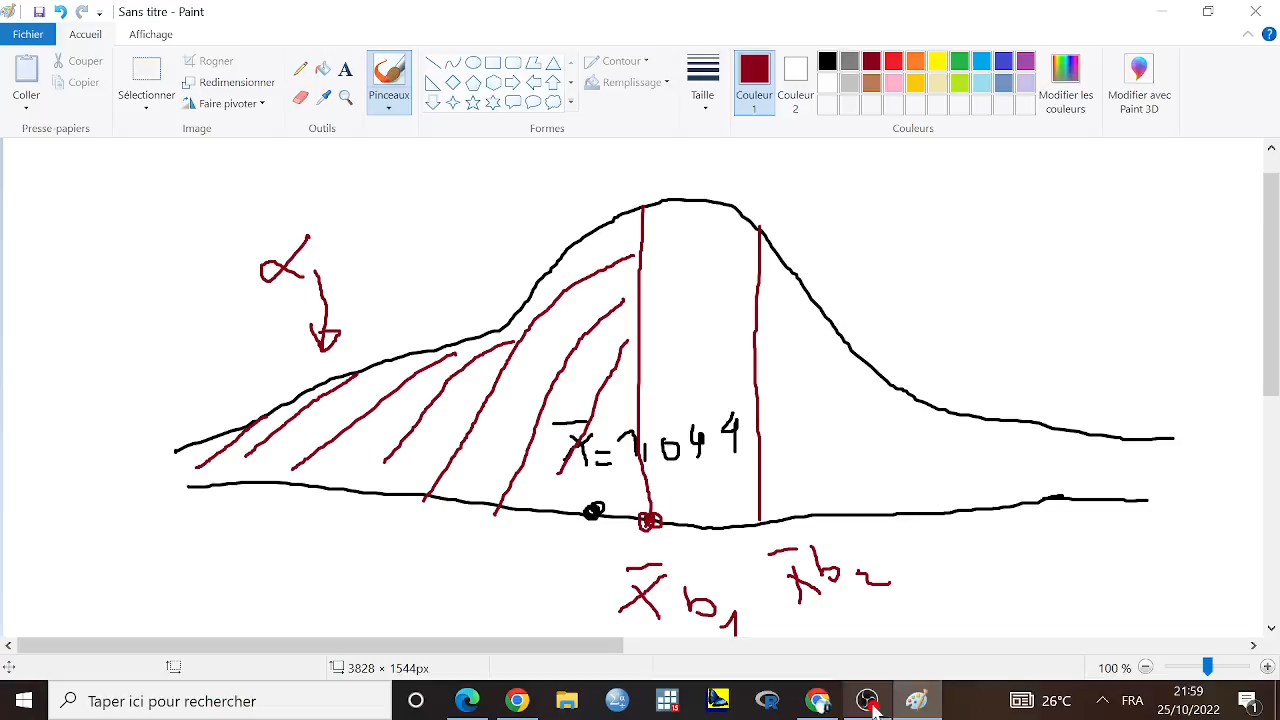 Sans titre - Paint
Fichier
Accueil
Affichage
Coller
Couper
Copier
Presse-papiers
Sélectionner
Rogner
Redimensionner
Faire pivoter
Image
Outils
Pinceaux
Formes
Contour
Remplissage
Taille
Couleur 1
Couleur 2
Modifier les couleurs
Couleurs
Modifier avec Paint 3D
α
x̄ = 1044
x̄ b1
x̄ b2
3828 × 1544px
100 %
Taper ici pour rechercher
26°C
FRA
21:59
25/10/2022